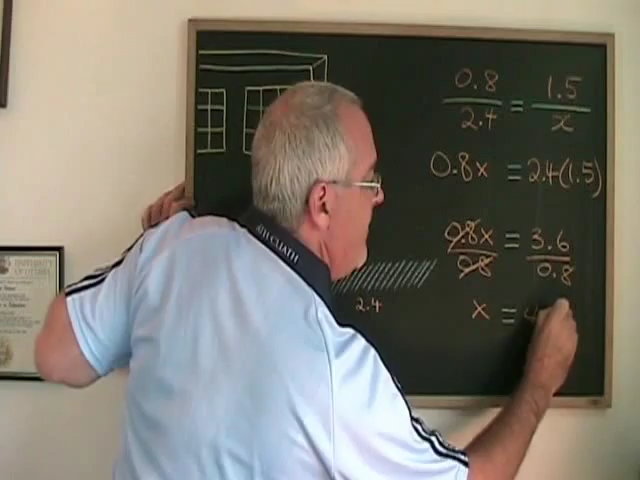 0.8 / 2.4 = 1.5 / x
0.8x = 2.4(1.5)
0.8x / 0.8 = 3.6 / 0.8
2.4
x = 4